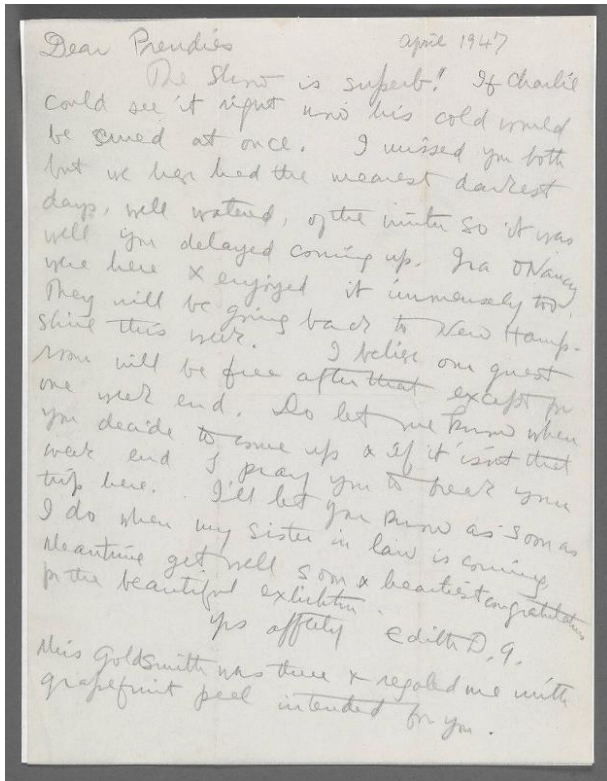 Dear Prendies April 1947
The Show is superb!! If Charlie
could see it right now his cold would
be cured at once. I missed you both
but we have had the meanest darkest
days, well watered, of the winter so it was
well you delayed coming up. Ira & Nancy
were here & enjoyed it immensely too.
They will be going back to New Hamp-
shire this week. I believe our guest
room will be free after that except for
one week end. Do let me know when
you decide to come up & if it isn't that
week end I pray you to your
trip here. I'll let you know as soon as
I do when my sister in law is coming.
Meantime get well soon & heartiest congratulations
for the beautiful exhibition.
Yrs afftly Edith D. G.
Miss Goldsmith was there & regaled me with
grapefruit peel intended for you.